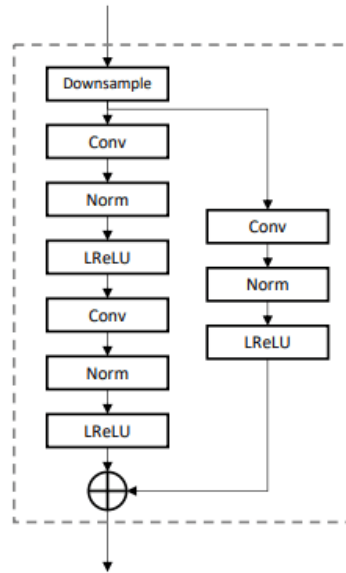 Downsample
Conv
Norm
LReLU
Conv
Norm
LReLU
Conv
Norm
LReLU